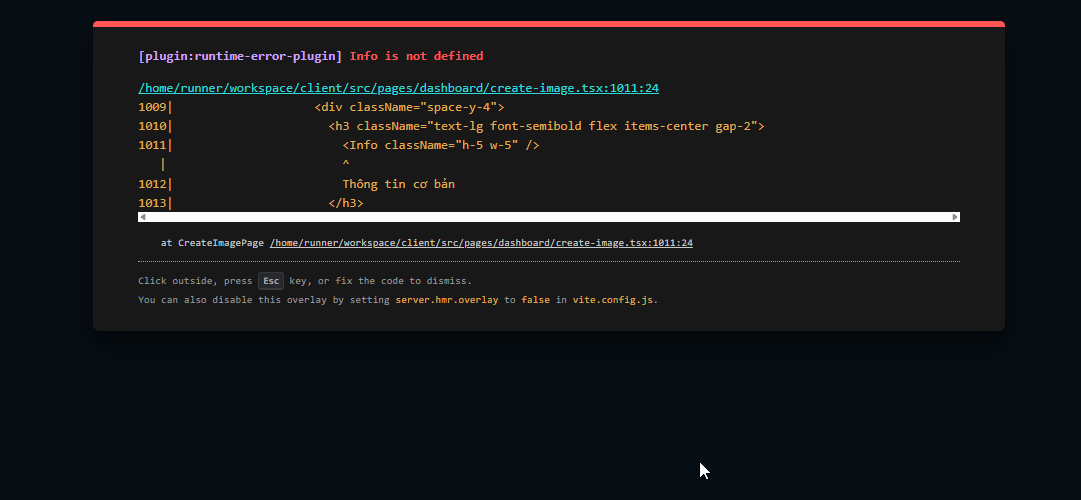 [plugin:runtime-error-plugin] Info is not defined
/home/runner/workspace/client/src/pages/dashboard/create-image.tsx:1011:24
1009|                    <div className="space-y-4">
1010|                      <h3 className="text-lg font-semibold flex items-center gap-2">
1011|                        <Info className="h-5 w-5" />
   |                        ^
1012|                        Thông tin cơ bản
1013|                      </h3>
at CreateImagePage /home/runner/workspace/client/src/pages/dashboard/create-image.tsx:1011:24
Click outside, press Esc key, or fix the code to dismiss.
You can also disable this overlay by setting server.hmr.overlay to false in vite.config.js.